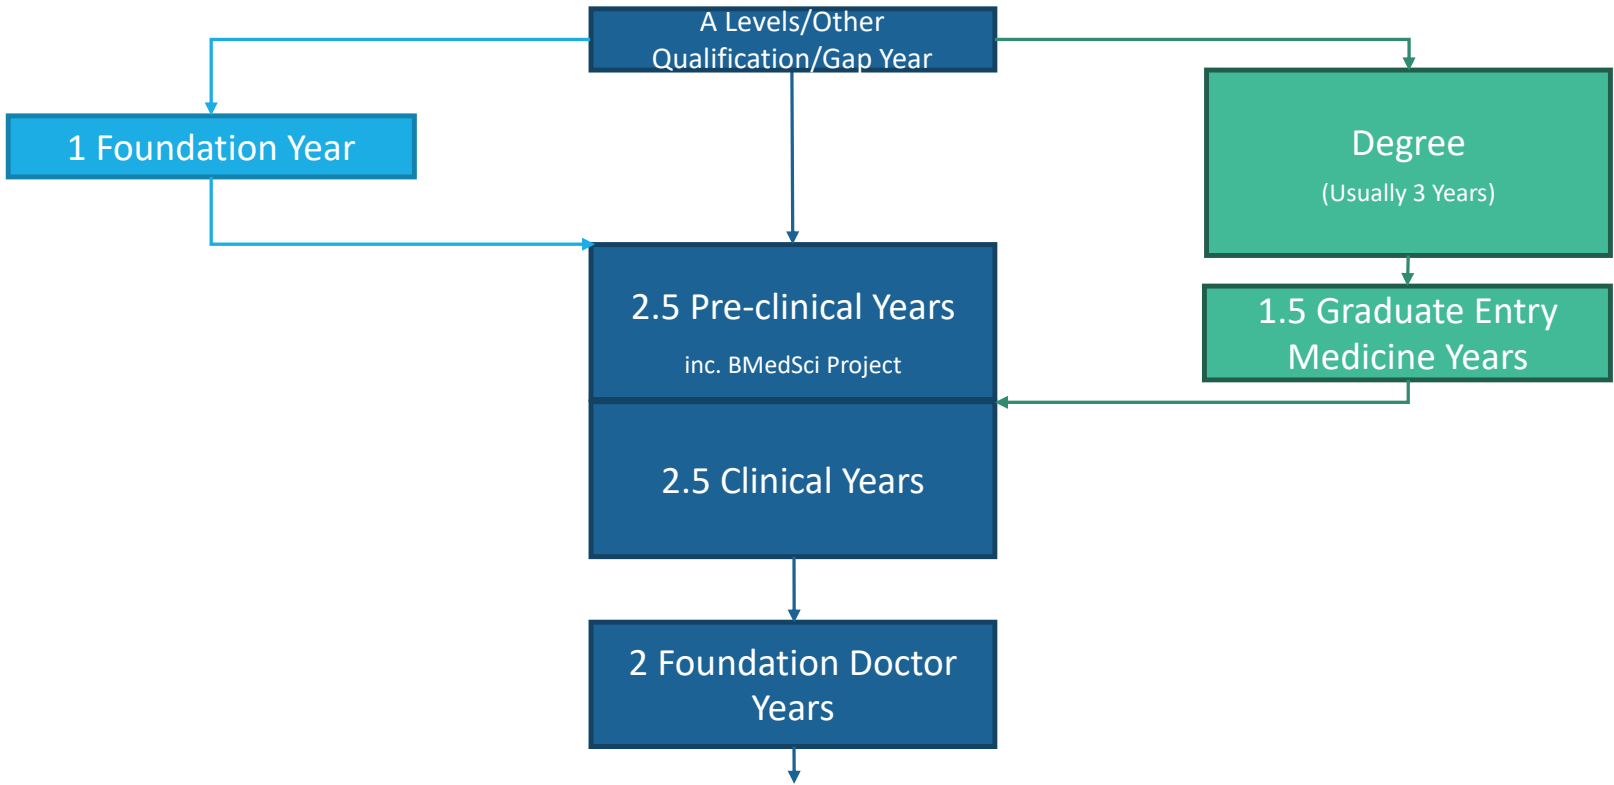 A Levels/Other
Qualification/Gap Year
1 Foundation Year
Degree
(Usually 3 Years)
2.5 Pre-clinical Years
inc. BMedSci Project
1.5 Graduate Entry
Medicine Years
2.5 Clinical Years
2 Foundation Doctor
Years